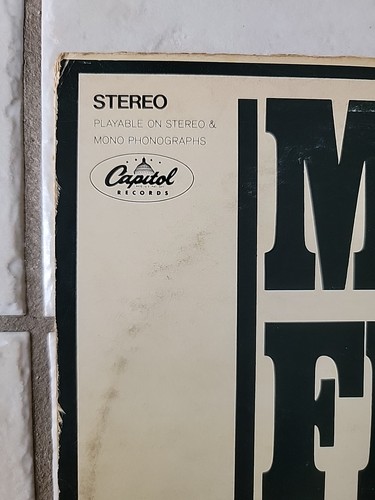 STEREO
PLAYABLE ON STEREO &
MONO PHONOGRAPHS
Capitol
RECORDS
M
F